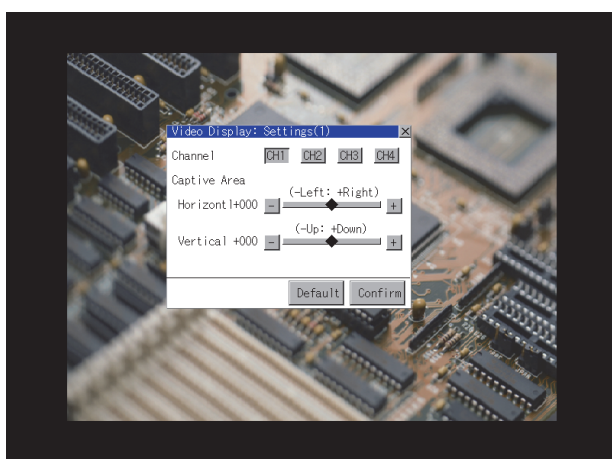 Video Display: Settings(1) ×
Channel CH1 CH2 CH3 CH4
Captive Area
(-Left: +Right)
Horizontl+000 - +
(-Up: +Down)
Vertical +000 - +
Default Confirm